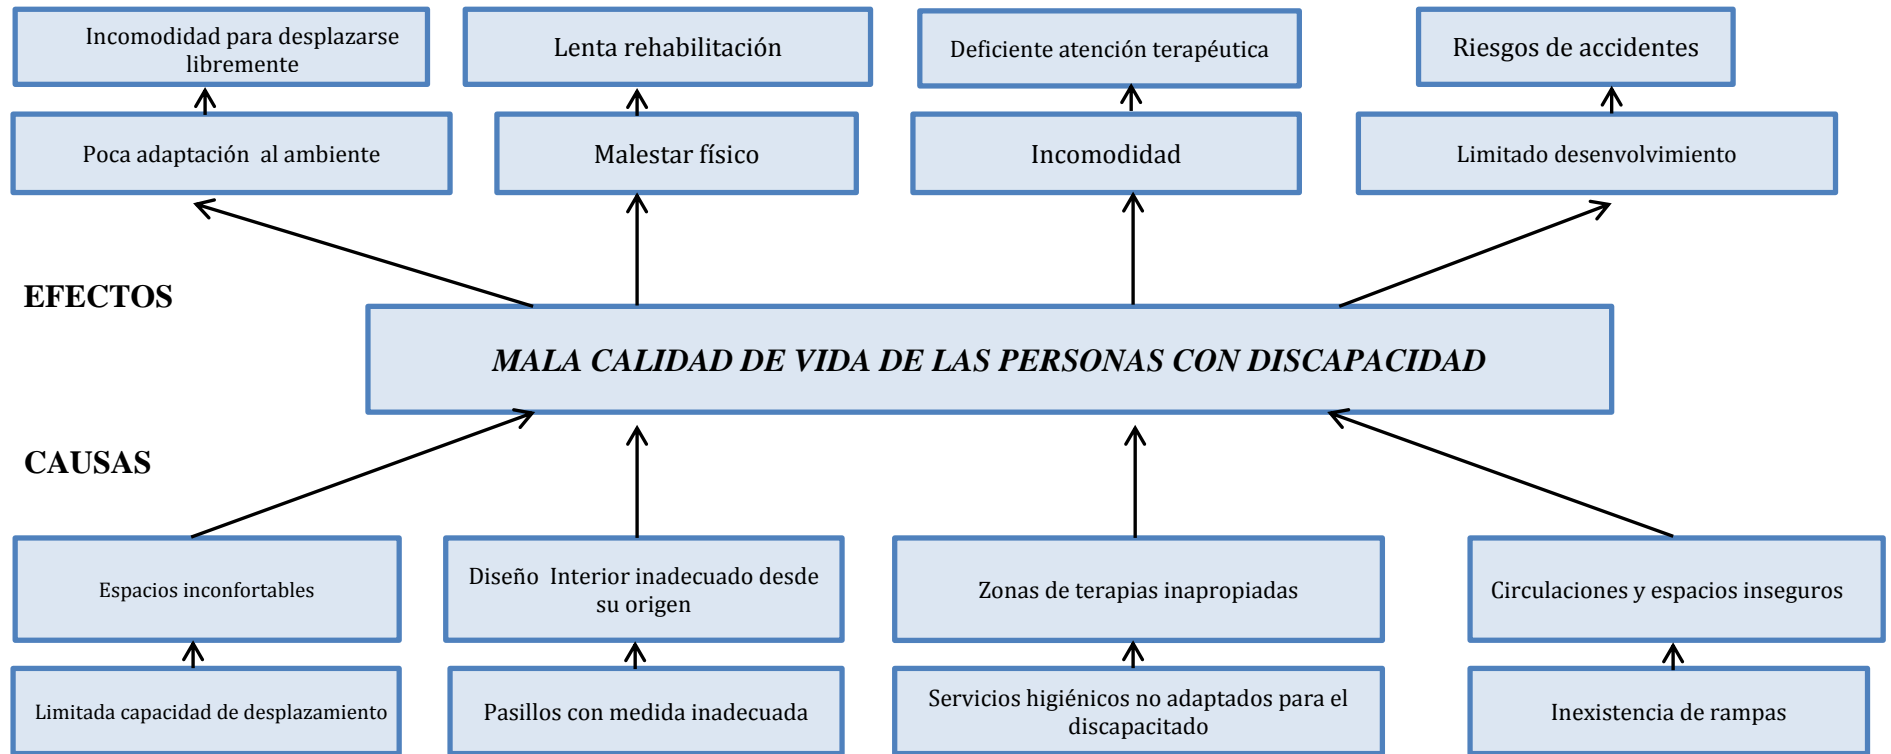 Incomodidad para desplazarse
libremente
Lenta rehabilitación
Deficiente atención terapéutica
Riesgos de accidentes
Poca adaptación al ambiente
Malestar físico
Incomodidad
Limitado desenvolvimiento
EFECTOS
MALA CALIDAD DE VIDA DE LAS PERSONAS CON DISCAPACIDAD
CAUSAS
Espacios inconfortables
Diseño Interior inadecuado desde
su origen
Zonas de terapias inapropiadas
Circulaciones y espacios inseguros
Limitada capacidad de desplazamiento
Pasillos con medida inadecuada
Servicios higiénicos no adaptados para el
discapacitado
Inexistencia de rampas